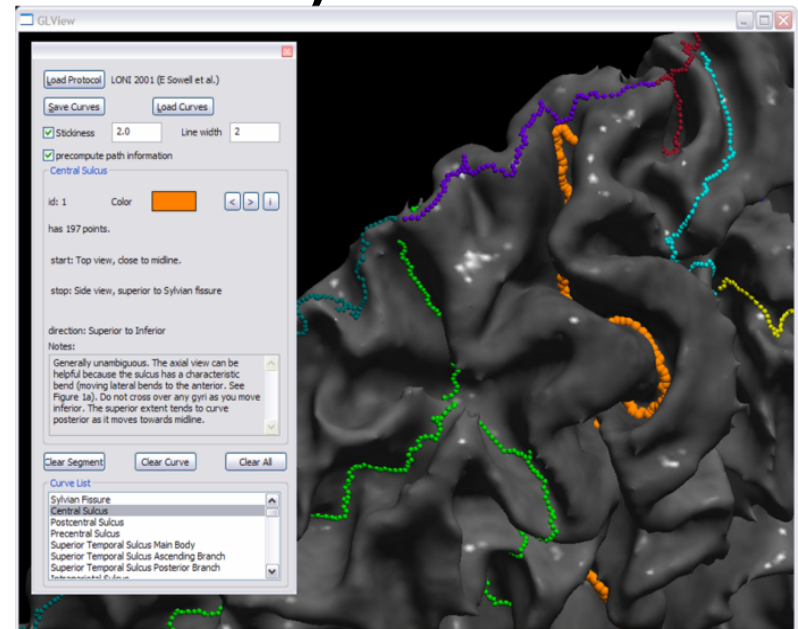 GLView
Load Protocol LONI 2001 (E Sowell et al.)
Save Curves Load Curves
Stickiness 2.0 Line width 2
precompute path information
Central Sulcus
id: 1 Color < > i
has 197 points.
start: Top view, close to midline.
stop: Side view, superior to Sylvian fissure
direction: Superior to Inferior
Notes:
Generally unambiguous. The axial view can be
helpful because the sulcus has a characteristic
bend (moving lateral bends to the anterior. See
Figure 1a). Do not cross over any gyri as you move
inferior. The superior extent tends to curve
posterior as it moves towards midline.
Clear Segment Clear Curve Clear All
Curve List
Sylvian Fissure
Central Sulcus
Postcentral Sulcus
Precentral Sulcus
Superior Temporal Sulcus Main Body
Superior Temporal Sulcus Ascending Branch
Superior Temporal Sulcus Posterior Branch
Intraparietal Sulcus